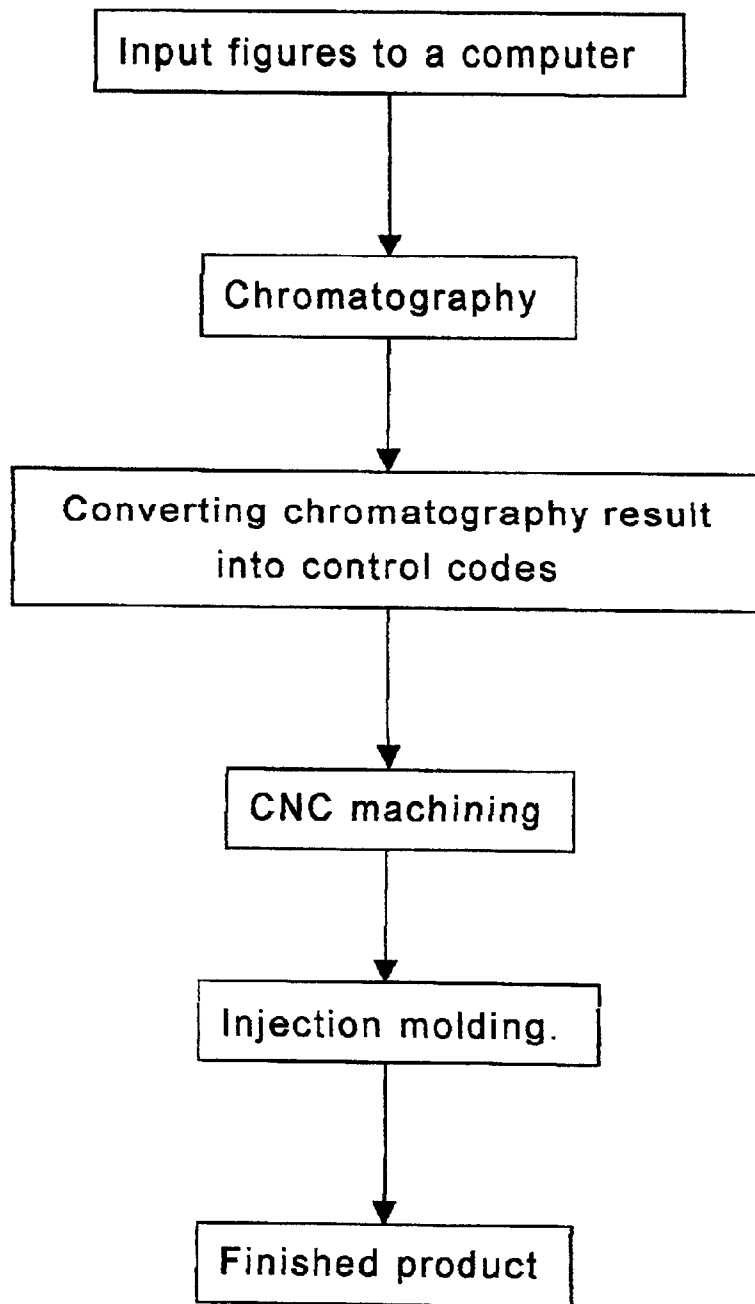 Input figures to a computer
Chromatography
Converting chromatography result
into control codes
CNC machining
Injection molding.
Finished product